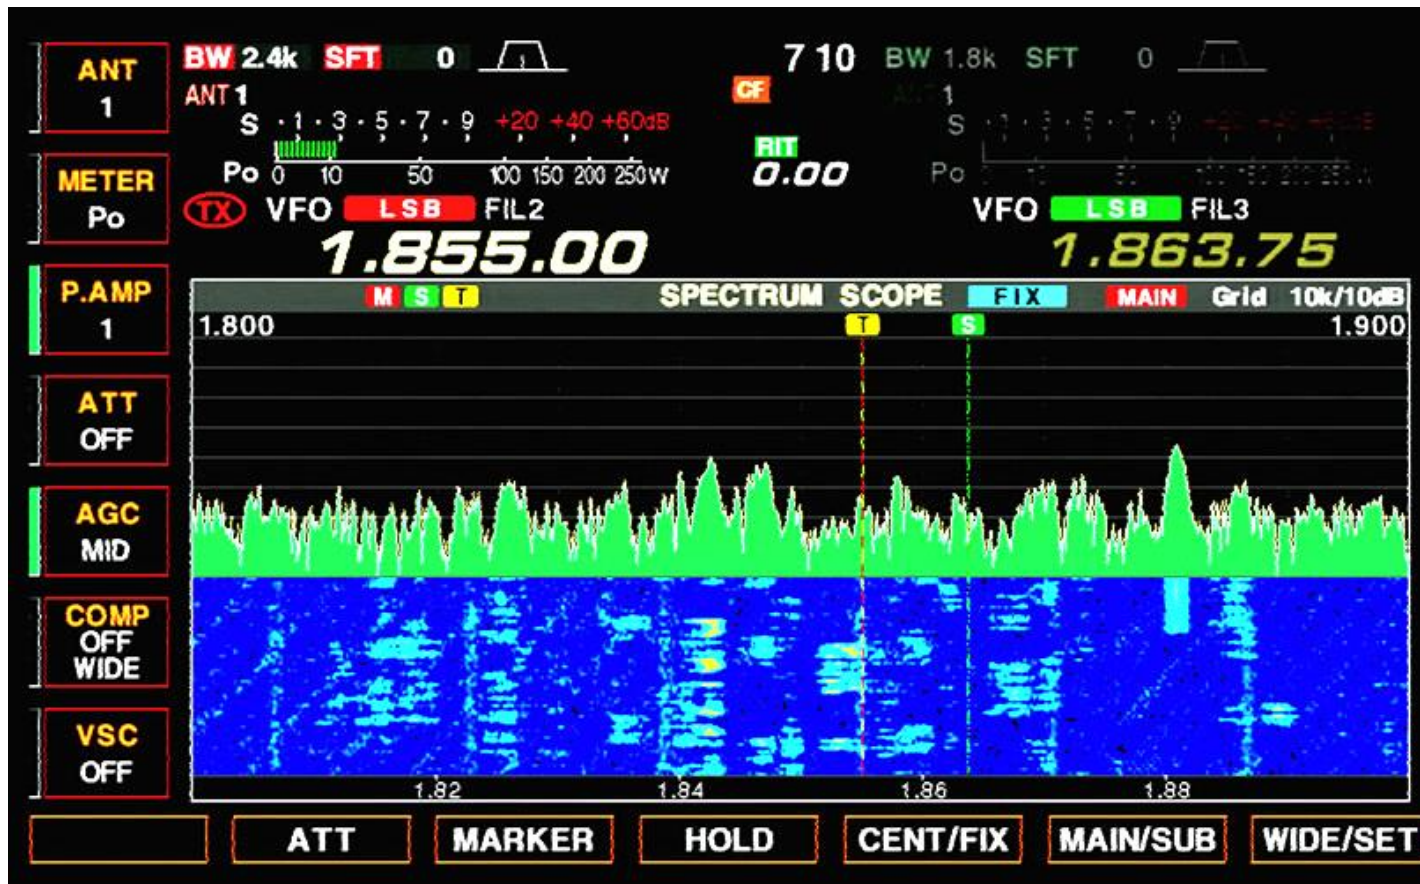 ANT
1
METER
Po
P.AMP
1
ATT
OFF
AGC
MID
COMP
OFF
WIDE
VSC
OFF
BW 2.4k SFT 0
ANT 1
S 1 3 5 7 9 +20 +40 +60dB
Po 0 10 50 100 150 200 250W
TX VFO LSB FIL2
1.855.00
7 10
CF
RIT
0.00
BW 1.8k SFT 0
1
S
Po
VFO LSB FIL3
1.863.75
M S T SPECTRUM SCOPE FIX MAIN Grid 10k/10dB
1.800 T S 1.900
1.82 1.84 1.86 1.88
ATT MARKER HOLD CENT/FIX MAIN/SUB WIDE/SET